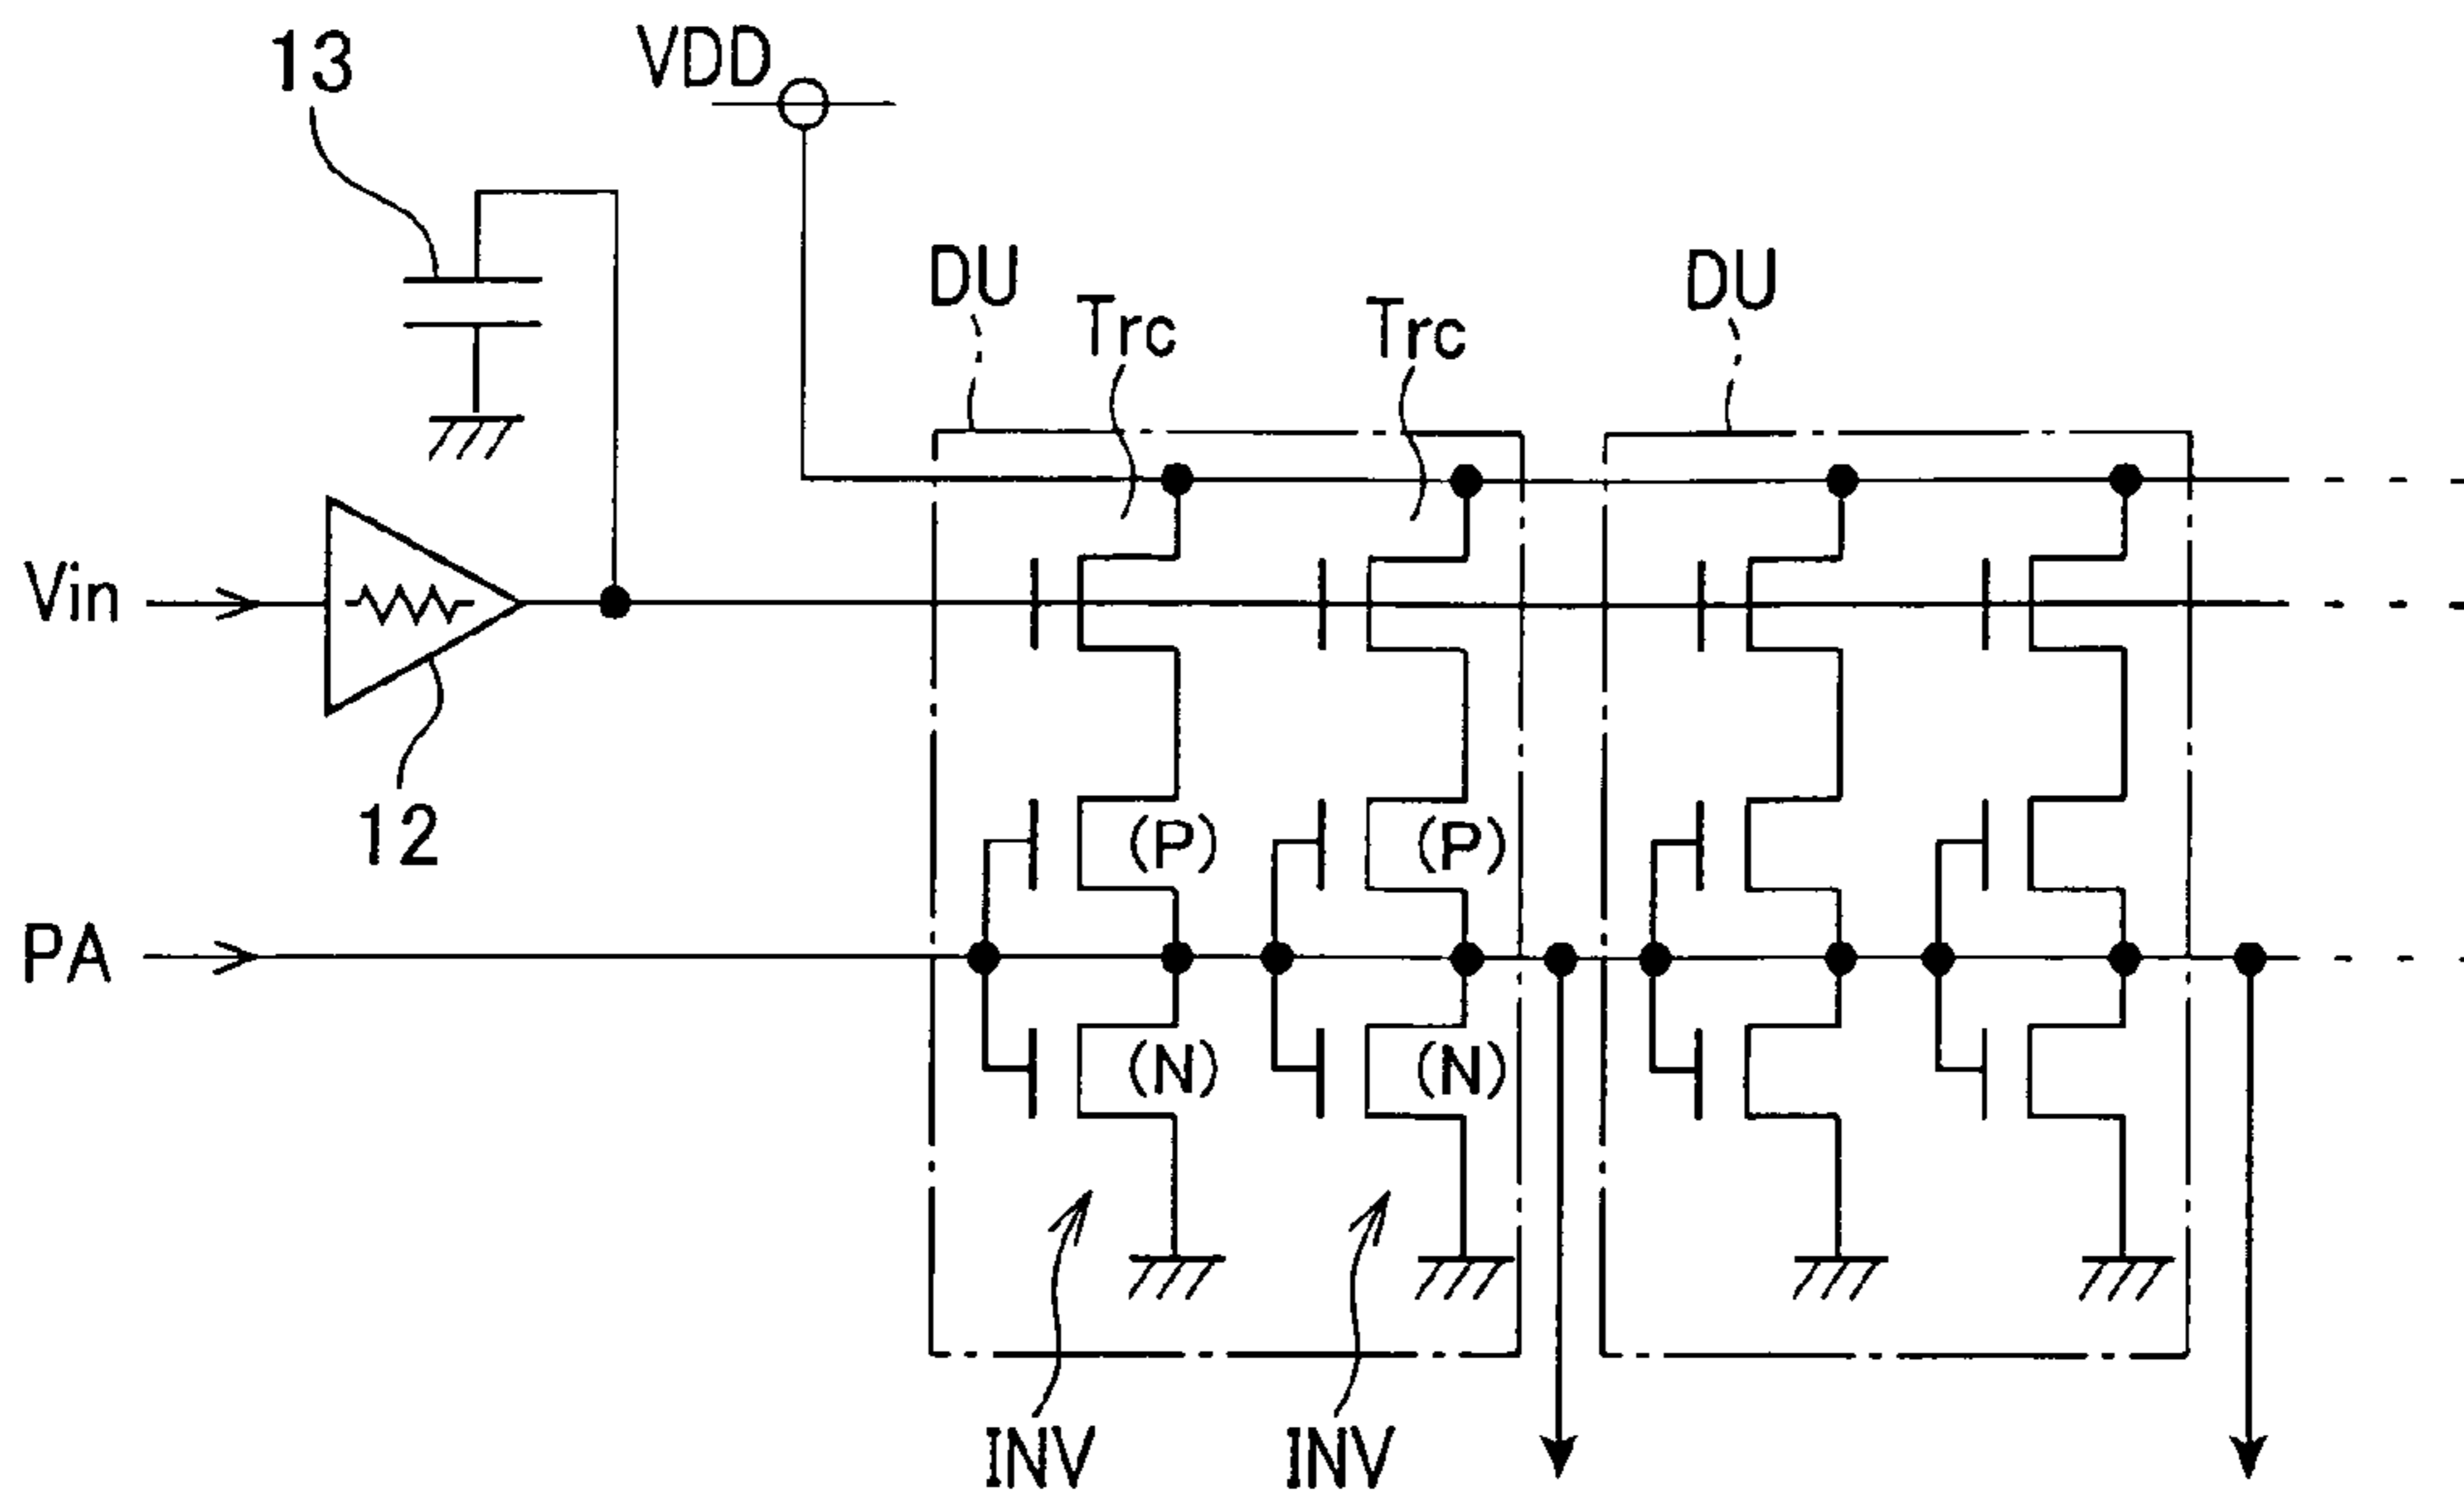 13
VDD
DU
Trc
Trc
DU
Vin
12
(P)
(P)
PA
(N)
(N)
INV
INV